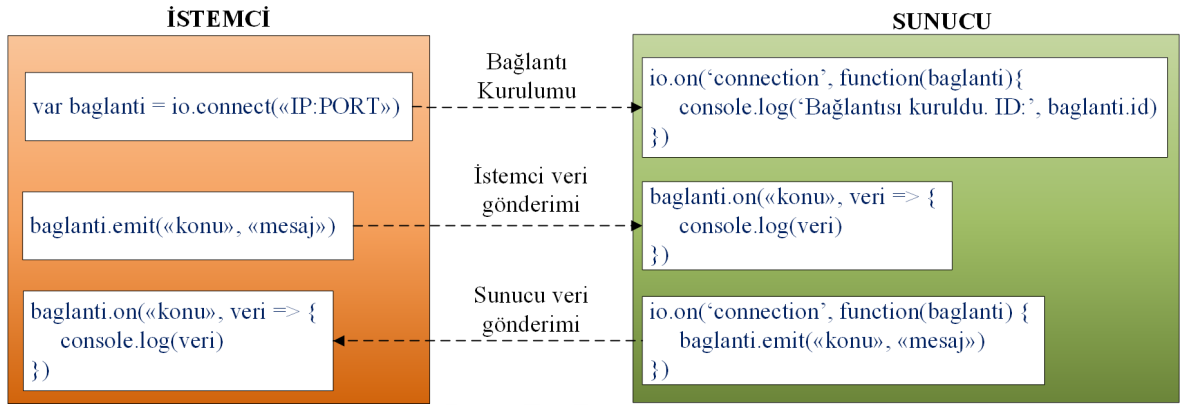 İSTEMCİ
SUNUCU
var baglanti = io.connect(«IP:PORT»)
Bağlantı
Kurulumu
io.on(‘connection’, function(baglanti){
console.log(‘Bağlantısı kuruldu. ID:’, baglanti.id)
})
baglanti.emit(«konu», «mesaj»)
İstemci veri
gönderimi
baglanti.on(«konu», veri => {
console.log(veri)
})
baglanti.on(«konu», veri => {
console.log(veri)
})
Sunucu veri
gönderimi
io.on(‘connection’, function(baglanti) {
baglanti.emit(«konu», «mesaj»)
})